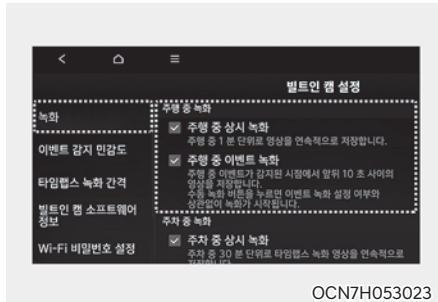 빌트인 캠 설정
녹화
이벤트 감지 민감도
타임랩스 녹화 간격
빌트인 캠 소프트웨어
정보
Wi-Fi 비밀번호 설정
주행 중 녹화
주행 중 상시 녹화
주행 중 1 분 단위로 영상을 연속적으로 저장합니다.
주행 중 이벤트 녹화
주행 중 이벤트가 감지된 시점에서 앞뒤 10 초 사이의
영상을 저장합니다.
수동 녹화 버튼을 누르면 이벤트 녹화 설정 여부와
상관없이 녹화가 시작됩니다.
주차 중 녹화
주차 중 상시 녹화
주차 중 30 분 단위로 타임랩스 녹화 영상을 연속적으로
저장합니다.
OCN7H053023